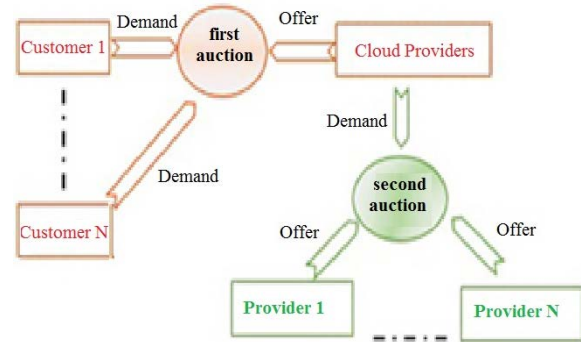 Demand
Offer
Customer 1
first
auction
Cloud Providers
Demand
Demand
Customer N
second
auction
Offer
Offer
Provider 1
Provider N